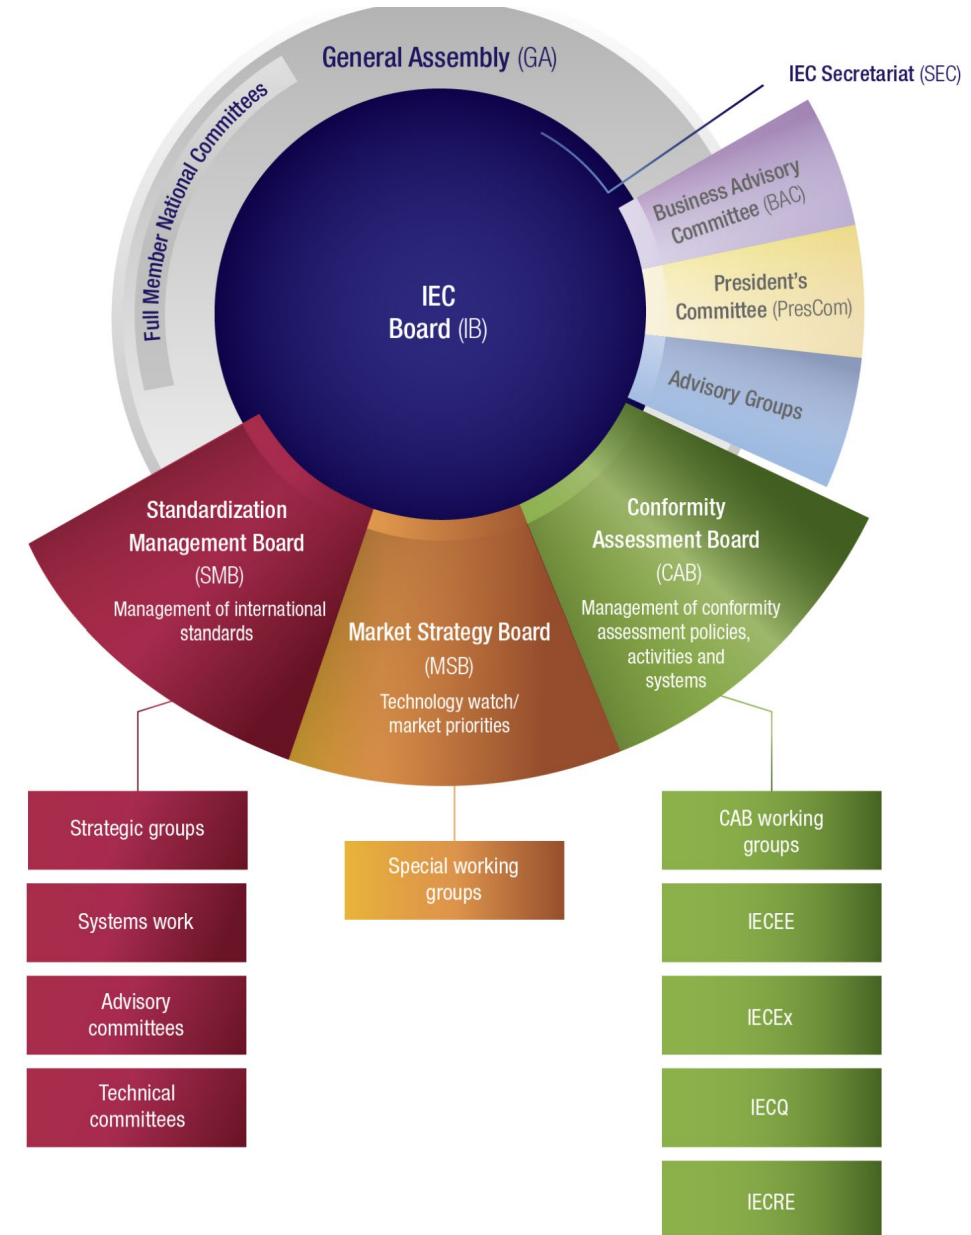 General Assembly (GA)
IEC Secretariat (SEC)
Full Member National Committees
Business Advisory
Committee (BAC)
President's
Committee (PresCom)
Advisory Groups
IEC
Board (IB)
Standardization
Management Board
(SMB)
Management of international
standards
Market Strategy Board
(MSB)
Technology watch/
market priorities
Conformity
Assessment Board
(CAB)
Management of conformity
assessment policies,
activities and
systems
Strategic groups
Systems work
Advisory
committees
Technical
committees
Special working
groups
CAB working
groups
IECEE
IECEx
IECQ
IECRE